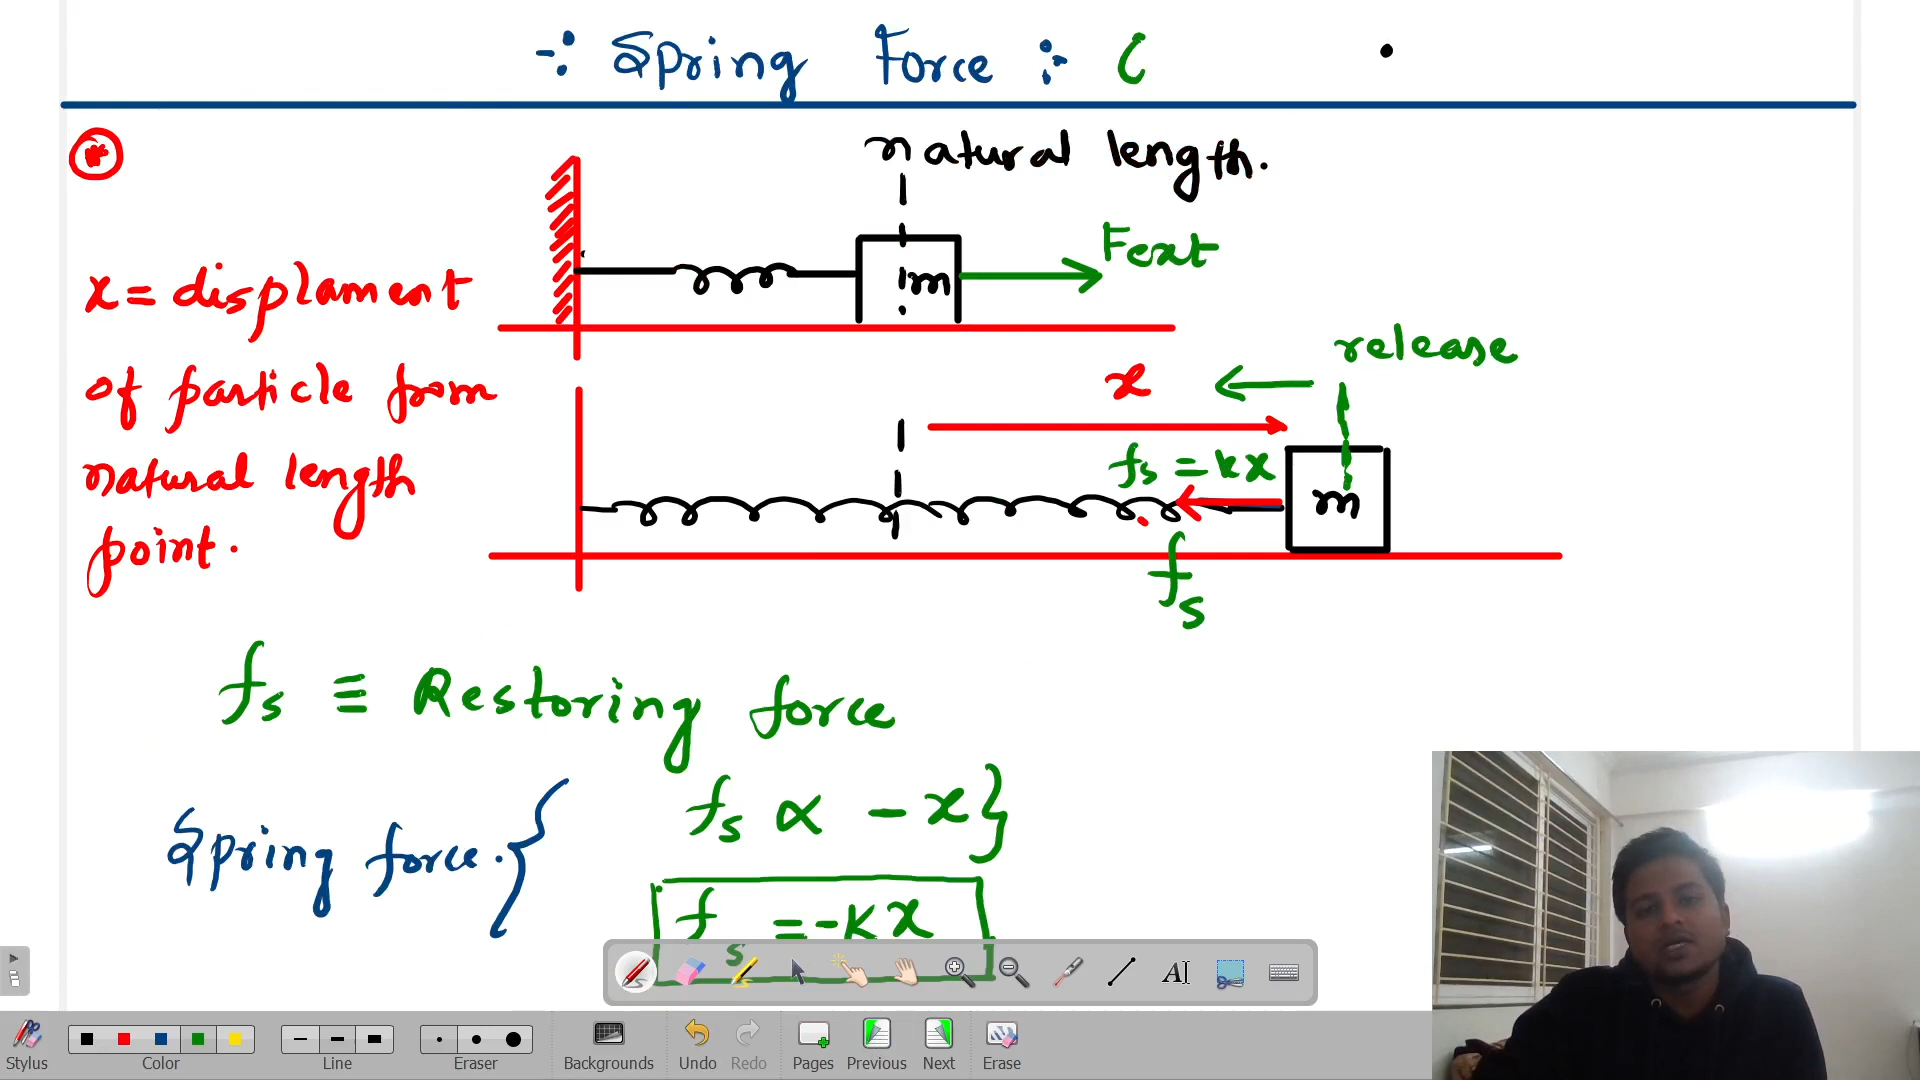 -: Spring Force :- (
natural length.
m
Fext
x = displament
of particle from
natural length
point.
release
x
fs = kx
m
fs
fs ≡ Restoring force
Spring force. {
fs ∝ - x }
fs = -kx
Stylus
Color
Line
Eraser
Backgrounds
Undo
Redo
Pages
Previous
Next
Erase